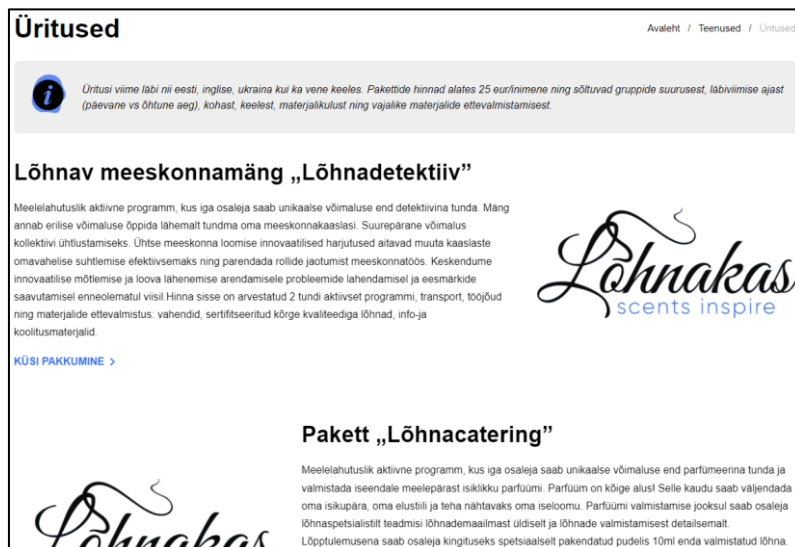 Üritused
Avaleht / Teenused / Üritused
Üritusi viime läbi nii eesti, inglise, ukraina kui ka vene keeles. Pakettide hinnad alates 25 eur/inimene ning sõltuvad gruppide suurusest, läbiviimise ajast
(päevane vs õhtune aeg), kohast, keelest, materjalikulust ning vajalike materjalide ettevalmistamisest.
Lõhnav meeskonnamäng „Lõhnadetektiiv”
Meelelahutuslik aktiivne programm, kus iga osaleja saab unikaalse võimaluse end detektiivina tunda. Mäng
annab erilise võimaluse õppida lähemalt tundma oma meeskonnakaaslasi. Suurepärane võimalus
kollektiivi ühtlustamiseks. Ühtse meeskonna loomise innovaatilised harjutused aitavad muuta kaaslaste
omavahelise suhtlemise efektiivsemaks ning parendada rollide jaotumist meeskonnatöös. Keskendume
innovaatilise mõtlemise ja loova lähenemise arendamisele probleemide lahendamisel ja eesmärkide
saavutamisel enneolematul viisil.Hinna sisse on arvestatud 2 tundi aktiivset programmi, transport, tööjõud
ning materjalide ettevalmistus: vahendid, sertifitseeritud kõrge kvaliteediga lõhnad, info-ja
koolitusmaterjalid.
KÜSI PAKKUMINE >
Lõhnakas
scents inspire
Pakett „Lõhnacatering”
Meelelahutuslik aktiivne programm, kus iga osaleja saab unikaalse võimaluse end parfümeerina tunda ja
valmistada iseendale meelepärast isiklikku parfüümi. Parfüüm on kõige alus! Selle kaudu saab väljendada
oma isikupära, oma elustiili ja teha nähtavaks oma iseloomu. Parfüümi valmistamise jooksul saab osaleja
lõhnaspetsialistilt teadmisi lõhnademaailmast üldiselt ja lõhnade valmistamisest detailsemalt.
Lõpptulemusena saab osaleja kingituseks spetsiaalselt pakendatud pudelis 10ml enda valmistatud lõhna.
Lõhnakas